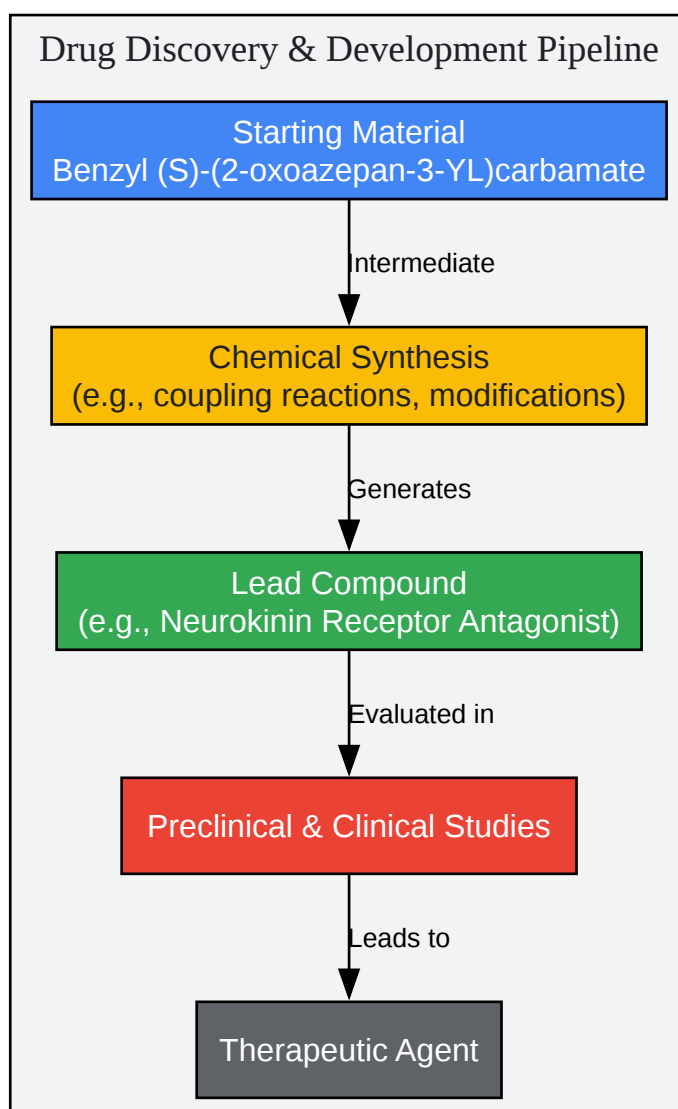 Drug Discovery & Development Pipeline
Starting Material
Benzyl (S)-(2-oxoazepan-3-YL)carbamate
Intermediate
Chemical Synthesis
(e.g., coupling reactions, modifications)
Generates
Lead Compound
(e.g., Neurokinin Receptor Antagonist)
Evaluated in
Preclinical & Clinical Studies
Leads to
Therapeutic Agent